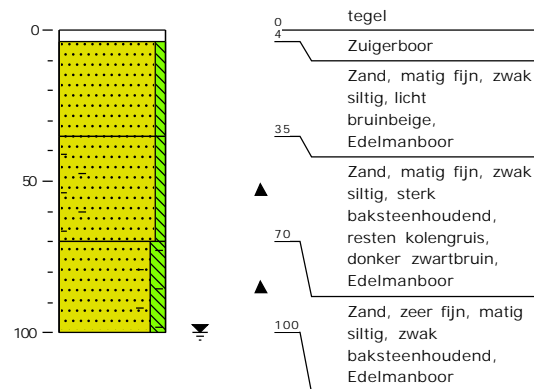 0
50
100
0
tegel
4
Zuigerboor
Zand, matig fijn, zwak
siltig, licht
bruinbeige,
Edelmanboor
35
Zand, matig fijn, zwak
siltig, sterk
baksteenhoudend,
resten kolengruis,
donker zwartbruin,
Edelmanboor
70
Zand, zeer fijn, matig
siltig, zwak
baksteenhoudend,
Edelmanboor
100